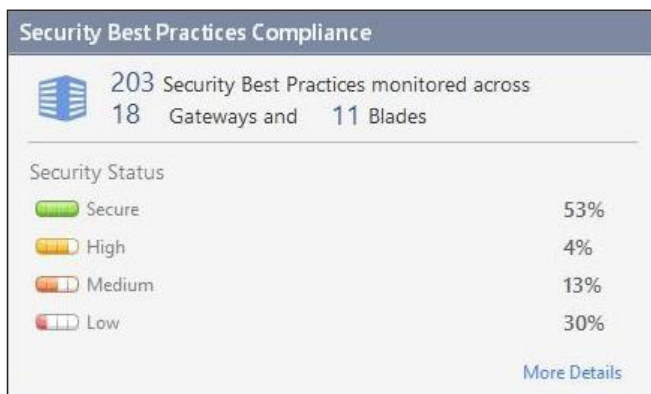 Security Best Practices Compliance
203 Security Best Practices monitored across
18 Gateways and 11 Blades
Security Status
Secure 53%
High 4%
Medium 13%
Low 30%
More Details